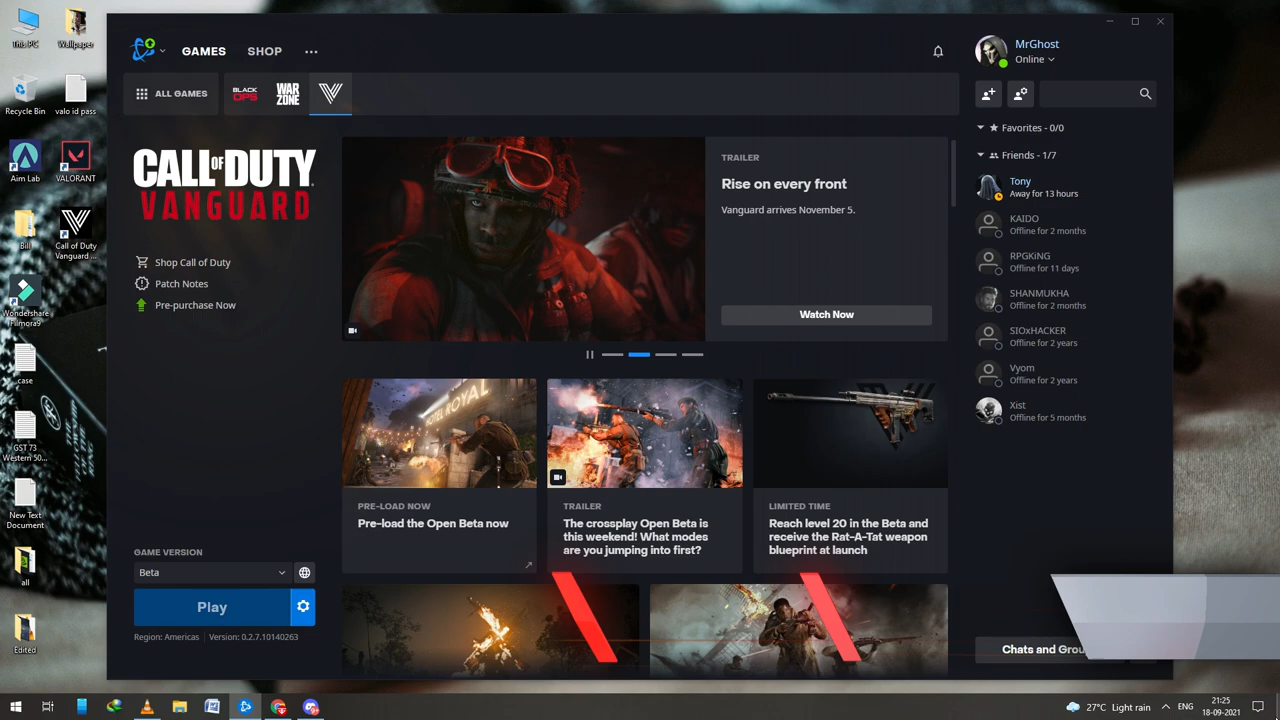 This PC
Wallpaper
Recycle Bin
valo id pass
Aim Lab
VALORANT
Bill
Call of Duty
Vanguard ...
Wondershare
Filmora9
case
GST 73
Western 50...
New Text
Document
all
Edited
GAMES
SHOP
ALL GAMES
BLACK
OPS
WAR
ZONE
CALL OF DUTY
VANGUARD
Shop Call of Duty
Patch Notes
Pre-purchase Now
GAME VERSION
Beta
Play
Region: Americas
Version: 0.2.7.10140263
TRAILER
Rise on every front
Vanguard arrives November 5.
Watch Now
HOTEL ROYAL
PRE-LOAD NOW
Pre-load the Open Beta now
TRAILER
The crossplay Open Beta is
this weekend! What modes
are you jumping into first?
LIMITED TIME
Reach level 20 in the Beta and
receive the Rat-A-Tat weapon
blueprint at launch
MrGhost
Online
Favorites - 0/0
Friends - 1/7
Tony
Away for 13 hours
KAIDO
Offline for 2 months
RPGKiNG
Offline for 11 days
SHANMUKHA
Offline for 2 months
SIOxHACKER
Offline for 2 years
Vyom
Offline for 2 years
Xist
Offline for 5 months
Chats and Grou
27°C Light rain
ENG
21:25
18-09-2021